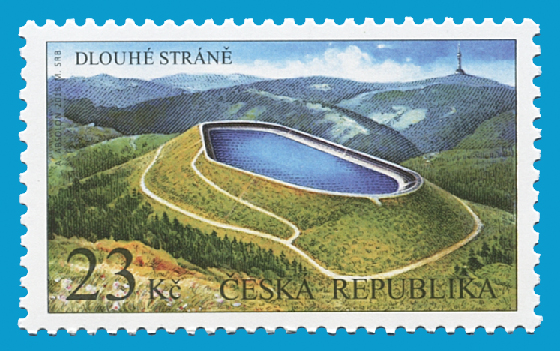 DLOUHÉ STRÁNĚ
23 Kč ČESKÁ REPUBLIKA